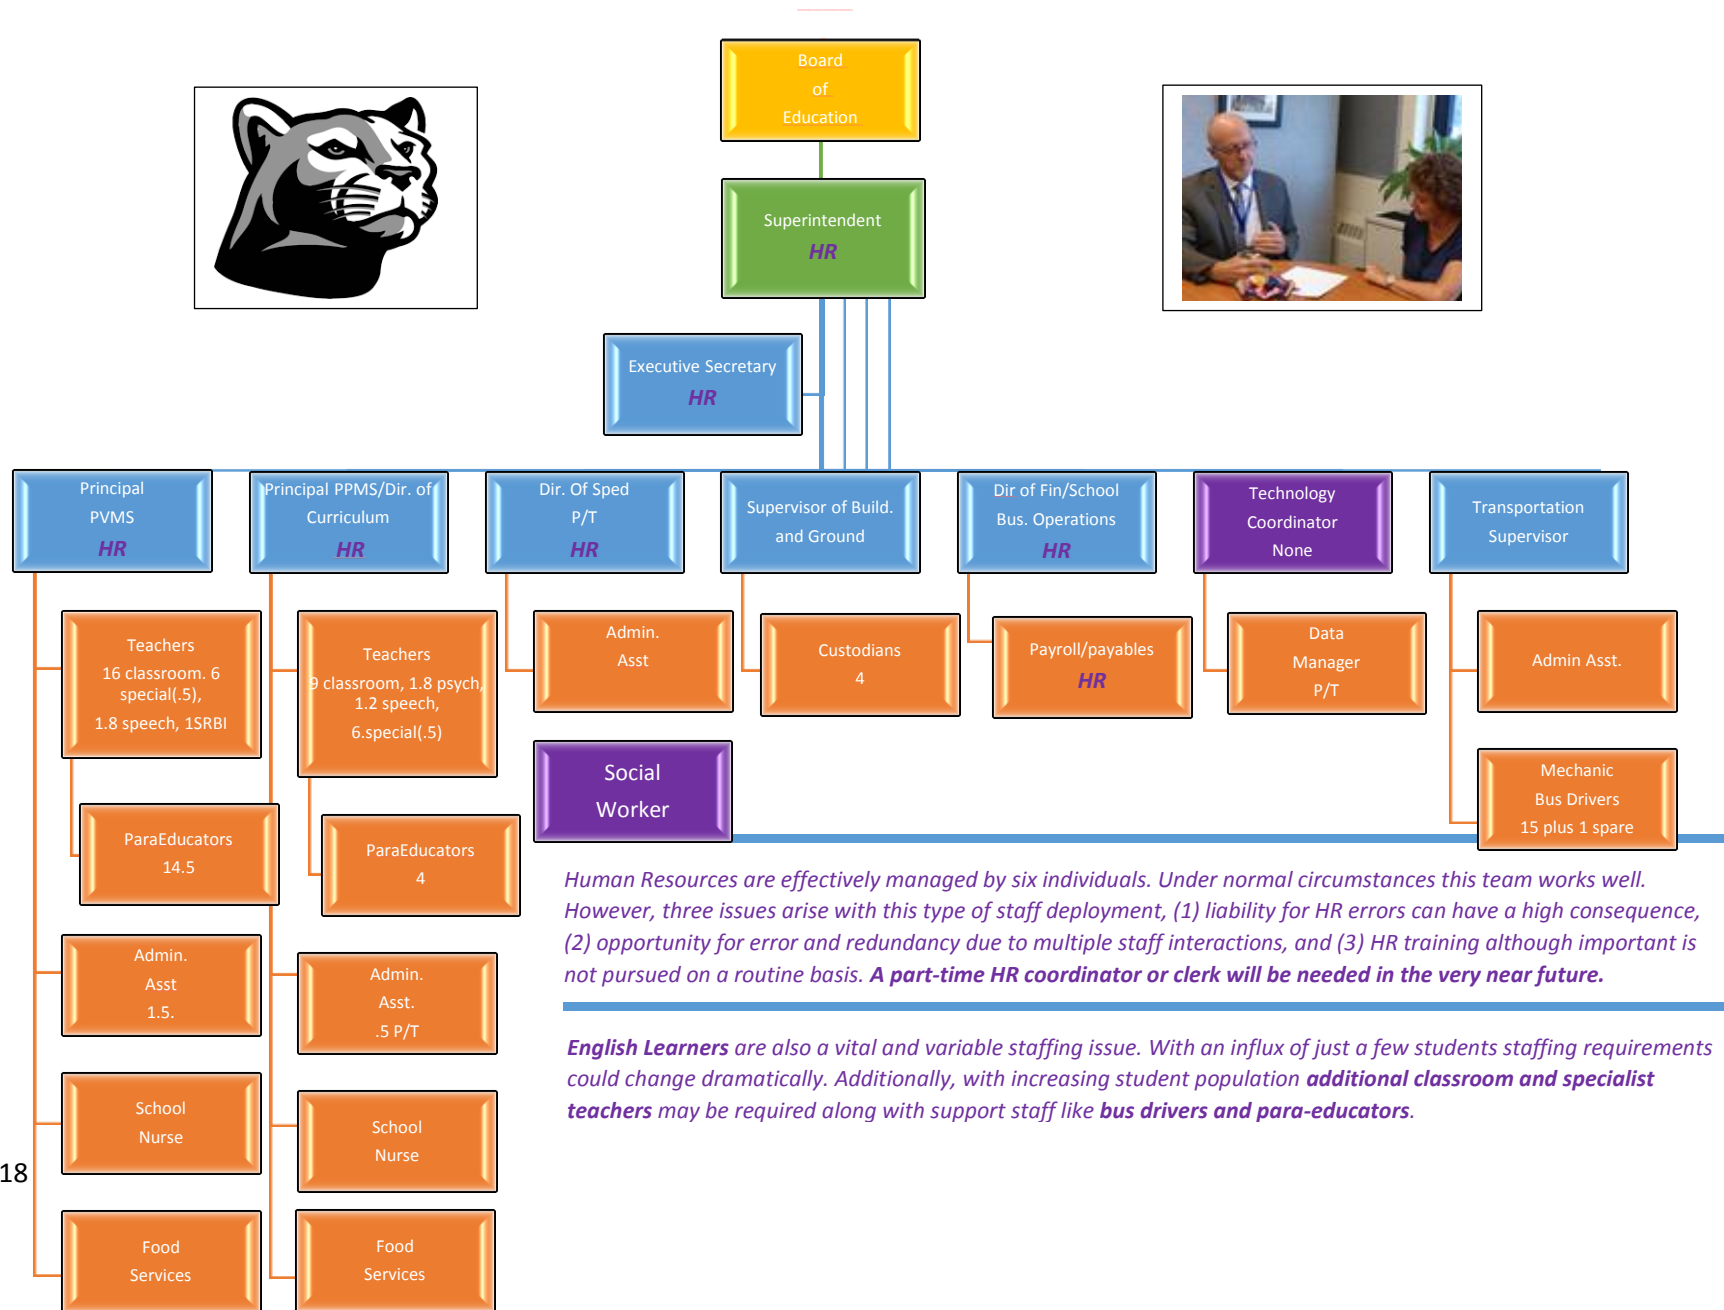 Board
of
Education
Superintendent
HR
Executive Secretary
HR
Principal
PVMS
HR
Principal PPMS/Dir. of
Curriculum
HR
Dir. Of Sped
P/T
HR
Supervisor of Build.
and Ground
Dir of Fin/School
Bus. Operations
HR
Technology
Coordinator
None
Transportation
Supervisor
Teachers
16 classroom. 6
special(.5),
1.8 speech, 1SRBI
Teachers
9 classroom, 1.8 psych,
1.2 speech,
6.special(.5)
Admin.
Asst
Custodians
4
Payroll/payables
HR
Data
Manager
P/T
Admin Asst.
Social
Worker
Mechanic
Bus Drivers
15 plus 1 spare
ParaEducators
14.5
ParaEducators
4
Human Resources are effectively managed by six individuals. Under normal circumstances this team works well.
However, three issues arise with this type of staff deployment, (1) liability for HR errors can have a high consequence,
(2) opportunity for error and redundancy due to multiple staff interactions, and (3) HR training although important is
not pursued on a routine basis. A part-time HR coordinator or clerk will be needed in the very near future.
Admin.
Asst
1.5.
Admin.
Asst.
.5 P/T
English Learners are also a vital and variable staffing issue. With an influx of just a few students staffing requirements
could change dramatically. Additionally, with increasing student population additional classroom and specialist
teachers may be required along with support staff like bus drivers and para-educators.
School
Nurse
School
Nurse
18
Food
Services
Food
Services